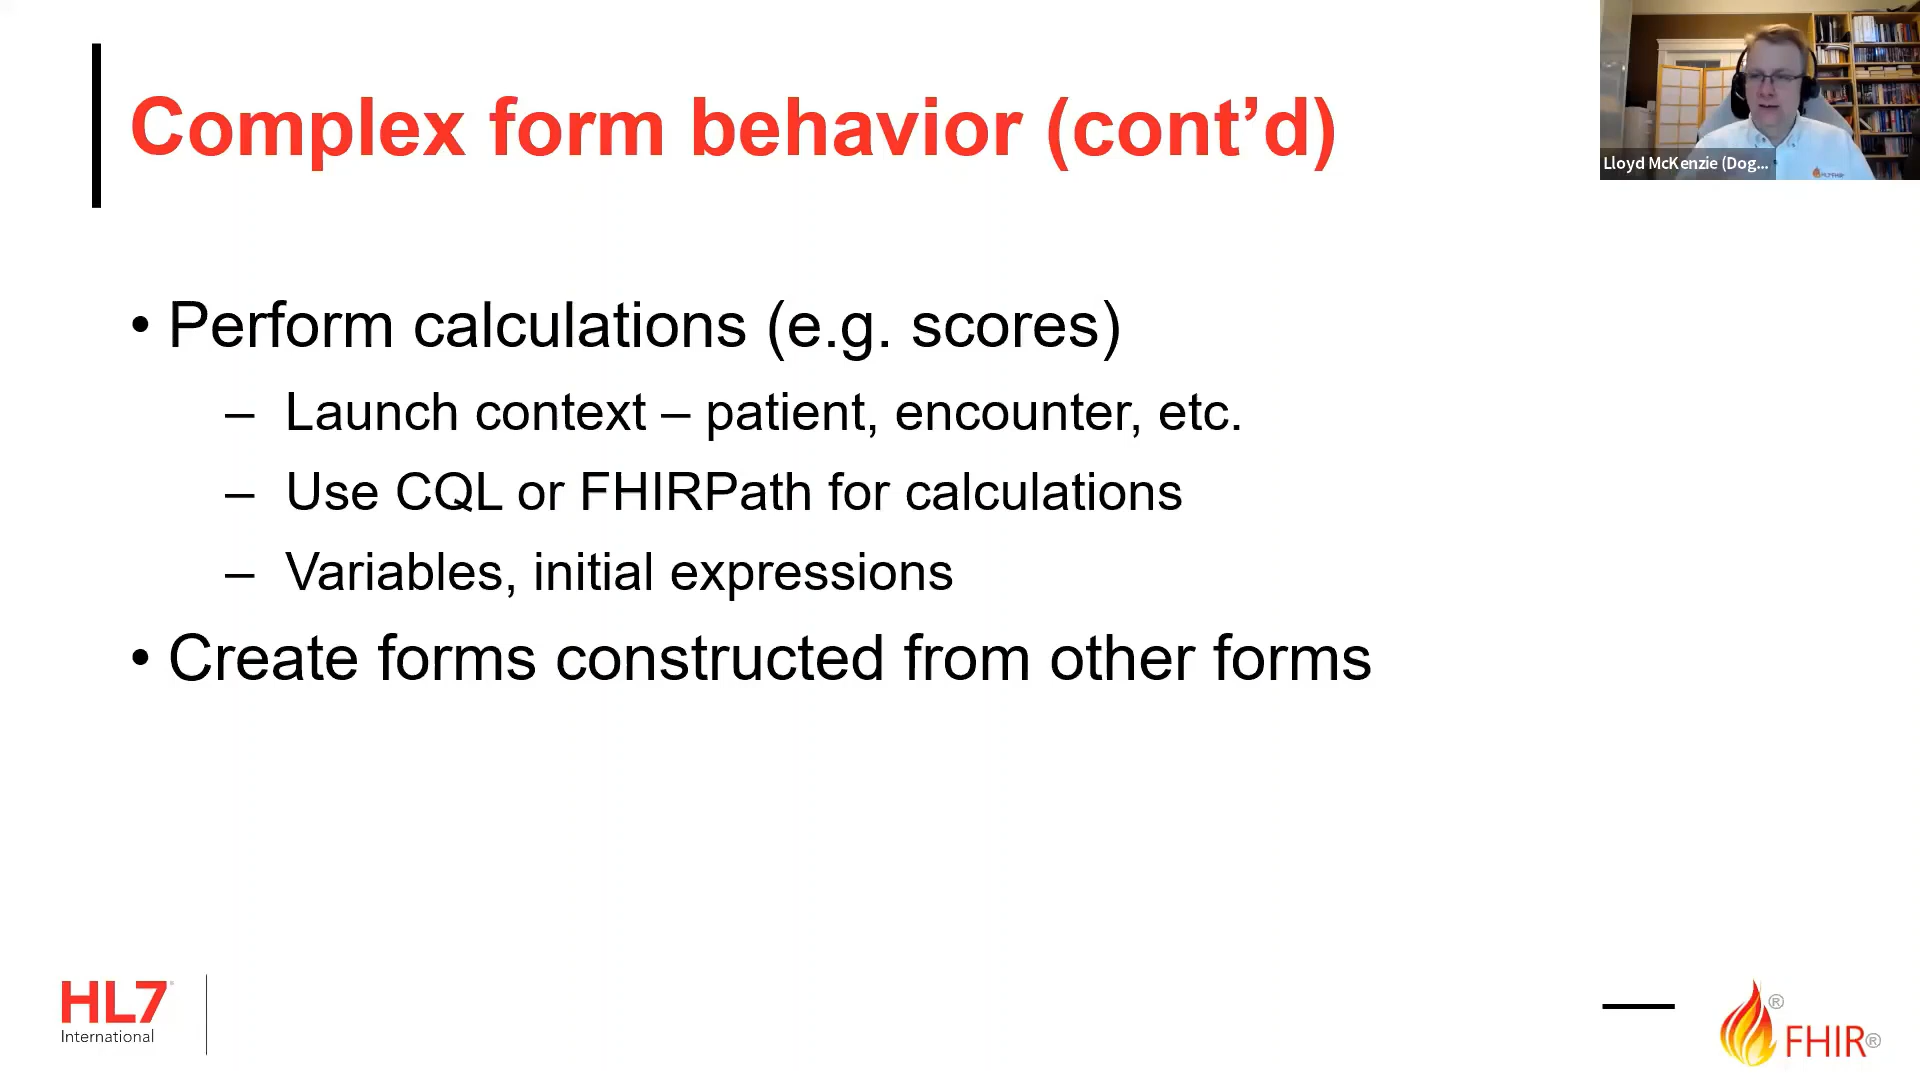 Complex form behavior (cont’d)
Lloyd McKenzie (Dog...
• Perform calculations (e.g. scores)
– Launch context – patient, encounter, etc.
– Use CQL or FHIRPath for calculations
– Variables, initial expressions
• Create forms constructed from other forms
HL7
International
® FHIR®